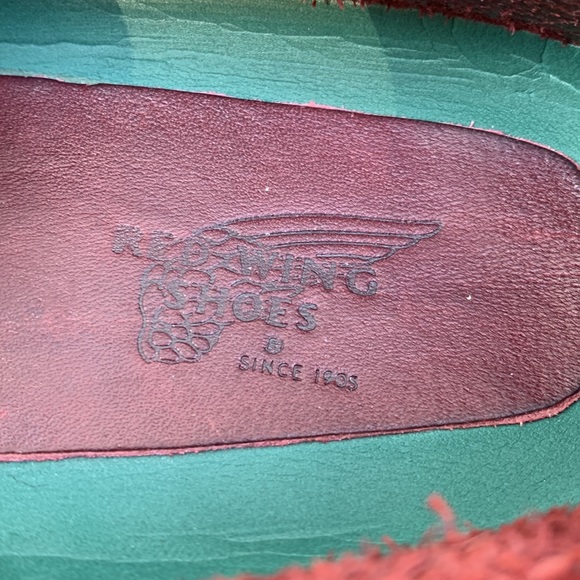 RED WING
SHOES
®
SINCE 1905